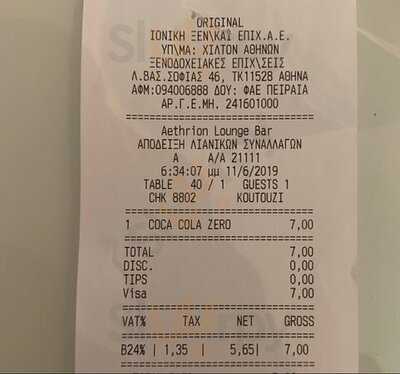 ORIGINAL
ΙΟΝΙΚΗ ΞΕΝ\ΚΑΙ ΕΠΙΧ.Α.Ε.
ΥΠ\ΜΑ: ΧΙΛΤΟΝ ΑΘΗΝΩΝ
ΞΕΝΟΔΟΧΕΙΑΚΕΣ ΕΠΙΧ\ΣΕΙΣ
Λ.ΒΑΣ.ΣΟΦΙΑΣ 46, ΤΚ11528 ΑΘΗΝΑ
ΑΦΜ:094006888 ΔΟΥ: ΦΑΕ ΠΕΙΡΑΙΑ
ΑΡ.Γ.Ε.ΜΗ. 241601000
Aethrion Lounge Bar
ΑΠΟΔΕΙΞΗ ΛΙΑΝΙΚΩΝ ΣΥΝΑΛΛΑΓΩΝ
Α Α/Α 21111
6:34:07 μμ 11/6/2019
TABLE 40 / 1 GUESTS 1
CHK 8802 KOUTOUZI
1 COCA COLA ZERO 7,00
TOTAL 7,00
DISC. 0,00
TIPS 0,00
Visa 7,00
VAT% TAX NET GROSS
B24% | 1,35 | 5,65| 7,00